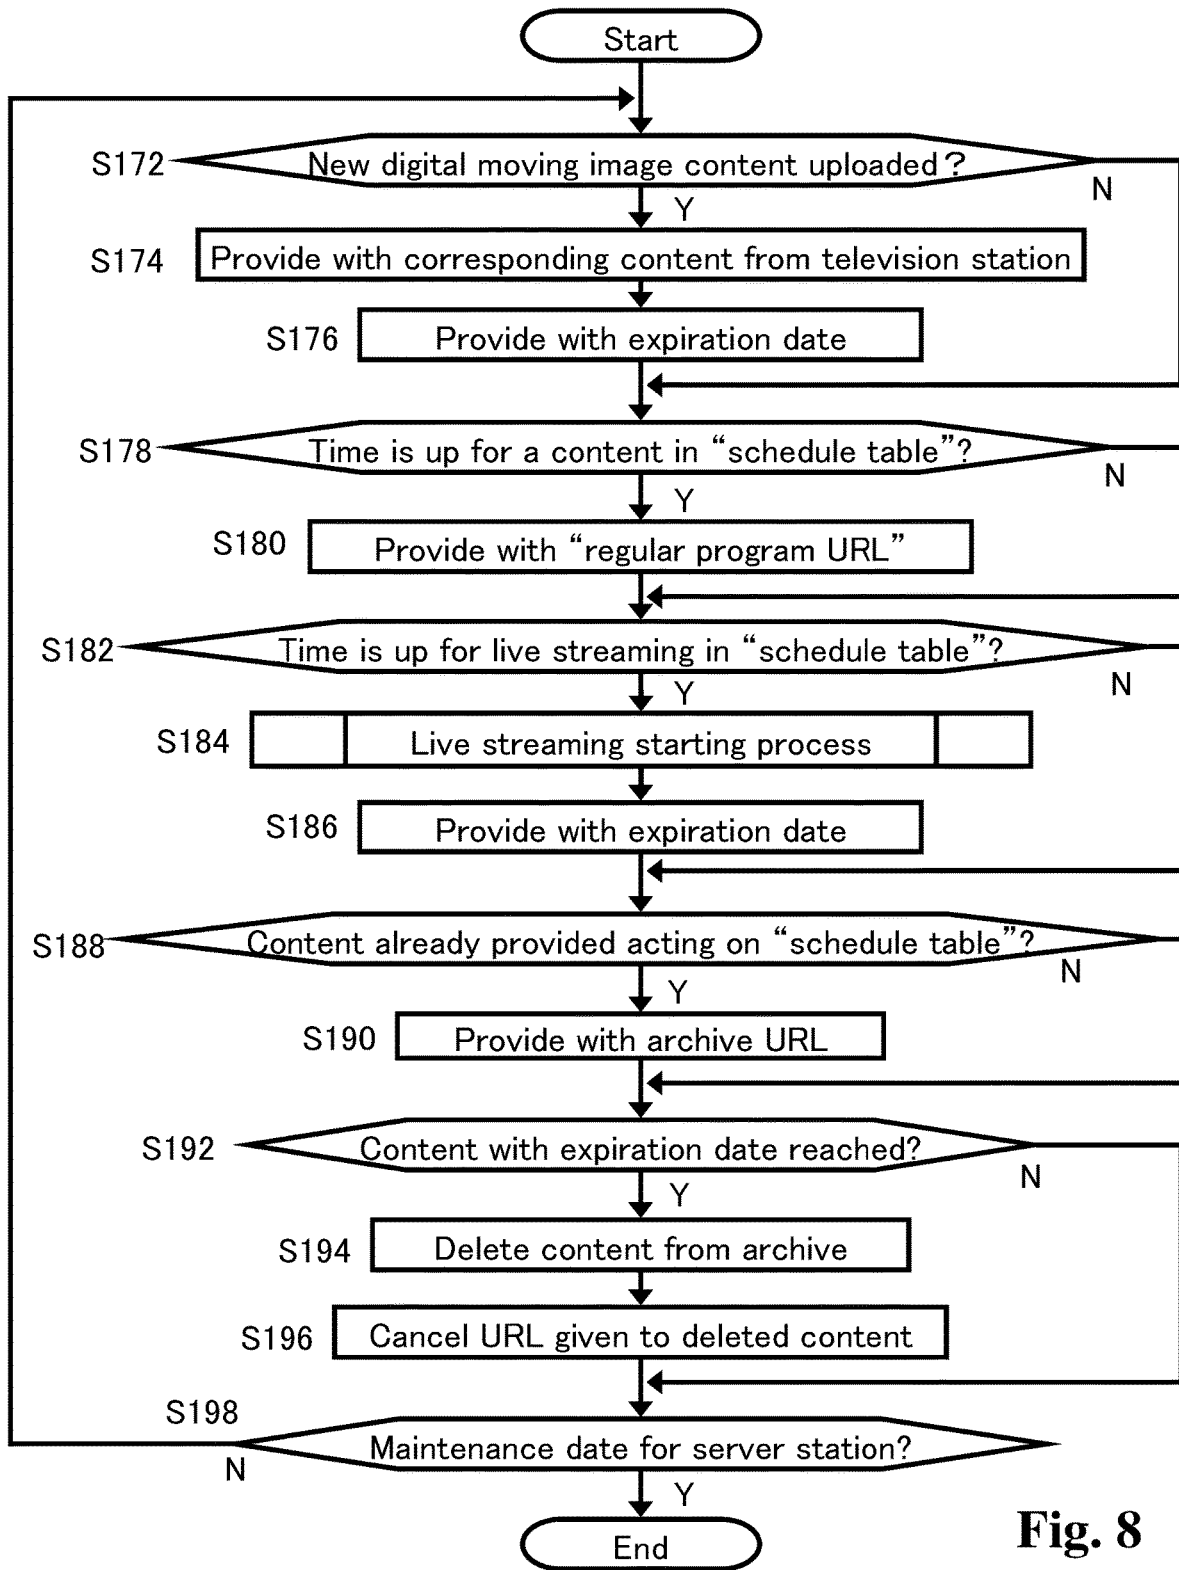 Start
S172
New digital moving image content uploaded?
N
Y
S174
Provide with corresponding content from television station
S176
Provide with expiration date
S178
Time is up for a content in “schedule table”?
N
Y
S180
Provide with “regular program URL”
S182
Time is up for live streaming in “schedule table”?
N
Y
S184
Live streaming starting process
S186
Provide with expiration date
S188
Content already provided acting on “schedule table”?
N
Y
S190
Provide with archive URL
S192
Content with expiration date reached?
N
Y
S194
Delete content from archive
S196
Cancel URL given to deleted content
S198
Maintenance date for server station?
N
Y
End
Fig. 8